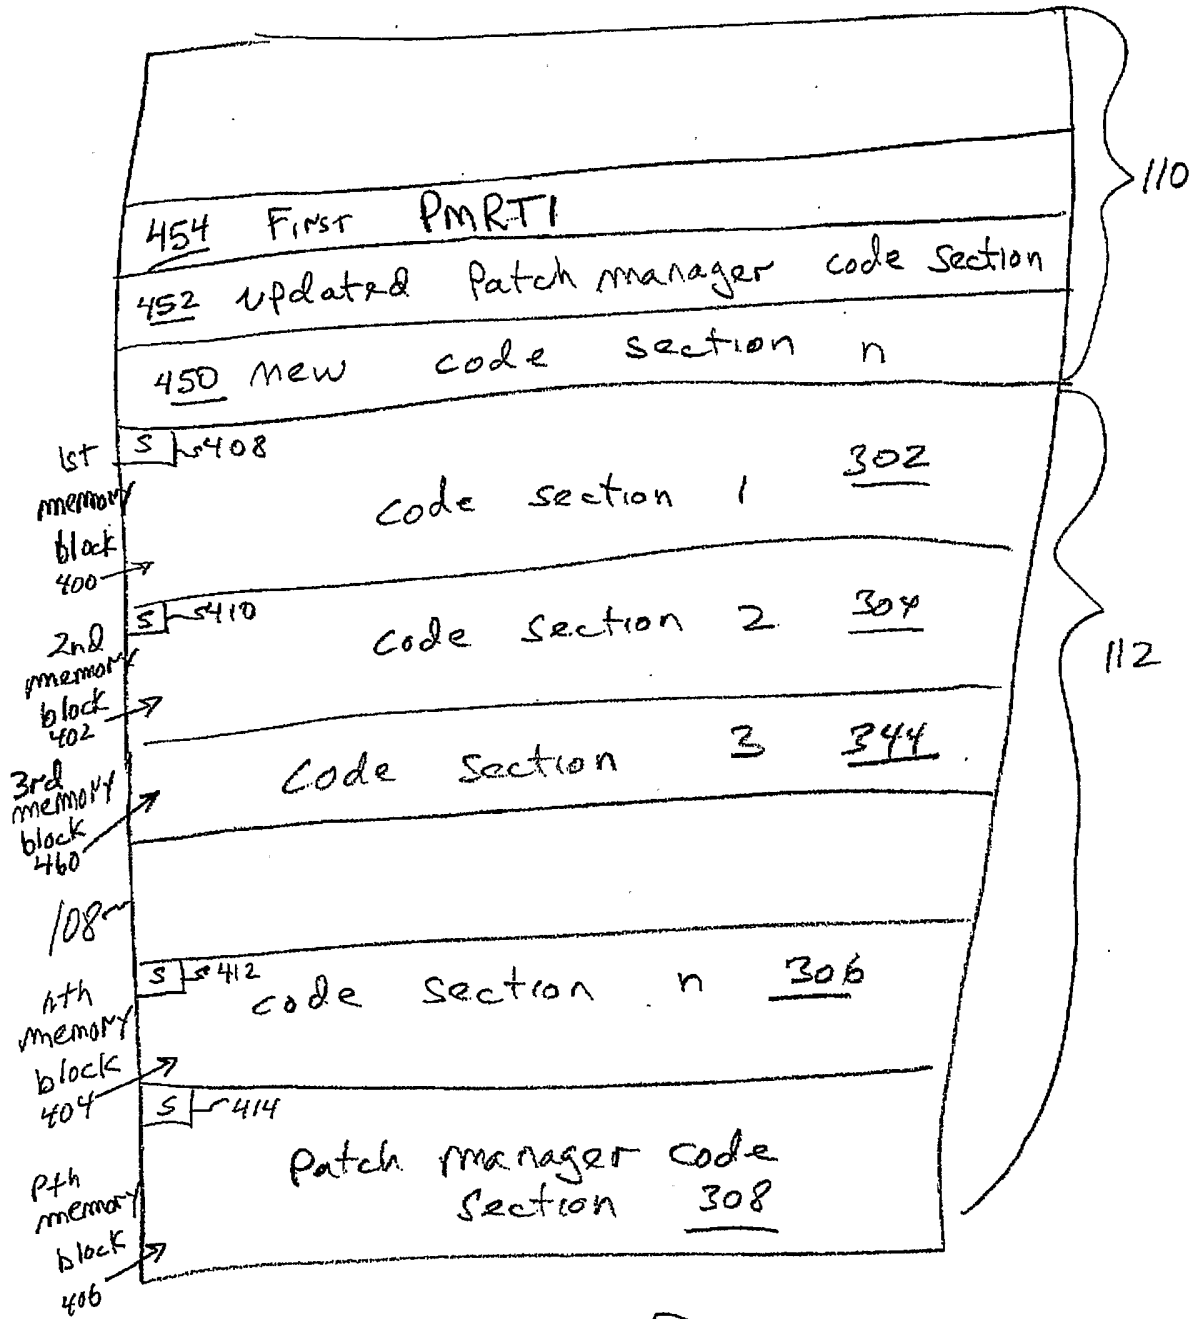 110
454 First PMRTI
452 updated Patch manager code section
450 new code section n
1st memory block 400
S 408
code section 1 302
2nd memory block 402
S 410
code section 2 304
112
3rd memory block 460
code section 3 344
108
nth memory block 404
S 412
code section n 306
Pth memory block 406
S 414
Patch manager code
section 308